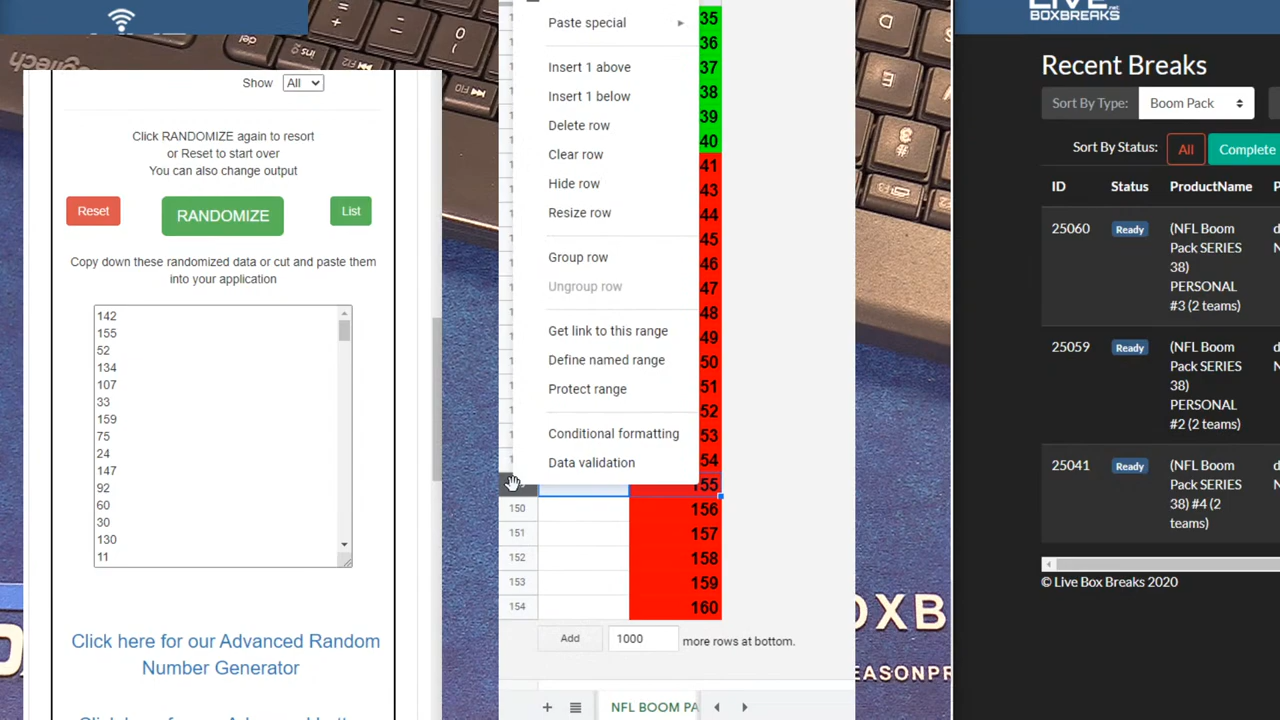 Show All
Click RANDOMIZE again to resort
or Reset to start over
You can also change output
Reset
RANDOMIZE
List
Copy down these randomized data or cut and paste them
into your application
142
155
52
134
107
33
159
75
24
147
92
60
30
130
11
Click here for our Advanced Random
Number Generator
Paste special
Insert 1 above
Insert 1 below
Delete row
Clear row
Hide row
Resize row
Group row
Ungroup row
Get link to this range
Define named range
Protect range
Conditional formatting
Data validation
35
36
37
38
39
40
41
43
44
45
46
47
48
49
50
51
52
53
54
155
150 156
151 157
152 158
153 159
154 160
Add 1000 more rows at bottom.
NFL BOOM PA
LIVE.net
BOXBREAKS
Recent Breaks
Sort By Type: Boom Pack
Sort By Status: All Complete
ID Status ProductName
25060 Ready (NFL Boom
Pack SERIES
38)
PERSONAL
#3 (2 teams)
25059 Ready (NFL Boom
Pack SERIES
38)
PERSONAL
#2 (2 teams)
25041 Ready (NFL Boom
Pack SERIES
38) #4 (2
teams)
© Live Box Breaks 2020
OXB
EASONPR